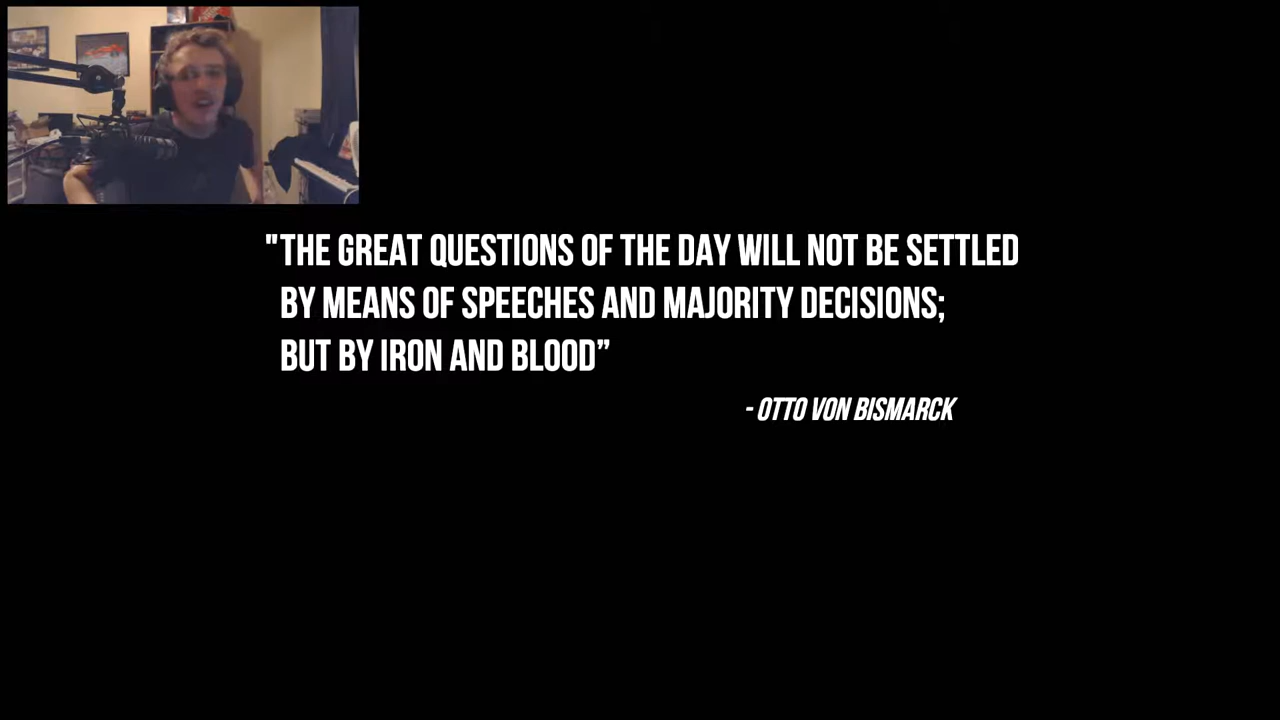 "THE GREAT QUESTIONS OF THE DAY WILL NOT BE SETTLED
BY MEANS OF SPEECHES AND MAJORITY DECISIONS;
BUT BY IRON AND BLOOD”
- OTTO VON BISMARCK